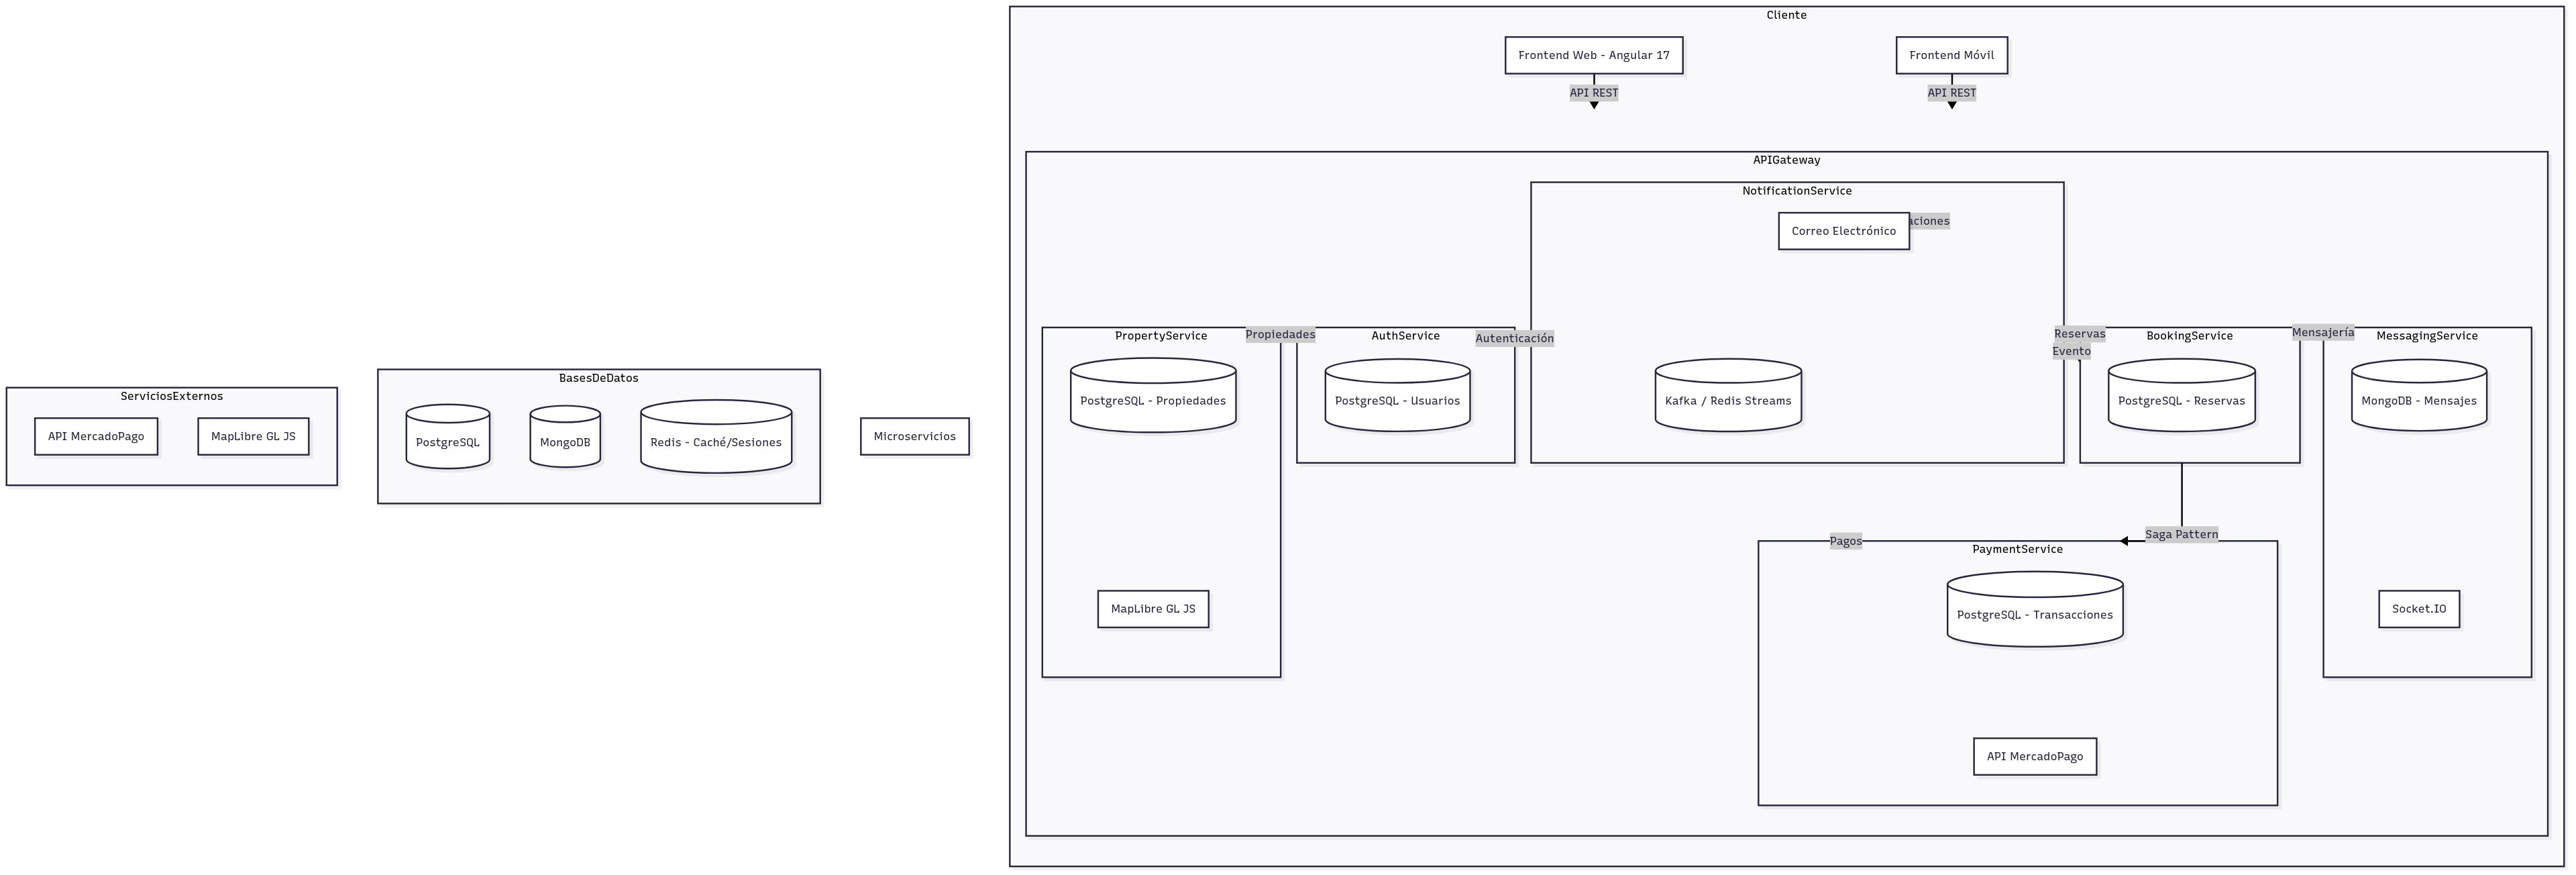 Cliente
Frontend Web - Angular 17
Frontend Móvil
API REST
API REST
APIGateway
NotificationService
Correo Electrónico
aciones
PropertyService
Propiedades
AuthService
Autenticación
Reservas
Evento
BookingService
Mensajería
MessagingService
PostgreSQL - Propiedades
PostgreSQL - Usuarios
Kafka / Redis Streams
PostgreSQL - Reservas
MongoDB - Mensajes
ServiciosExternos
API MercadoPago
MapLibre GL JS
BasesDeDatos
PostgreSQL
MongoDB
Redis - Caché/Sesiones
Microservicios
Saga Pattern
Pagos
PaymentService
PostgreSQL - Transacciones
MapLibre GL JS
Socket.IO
API MercadoPago